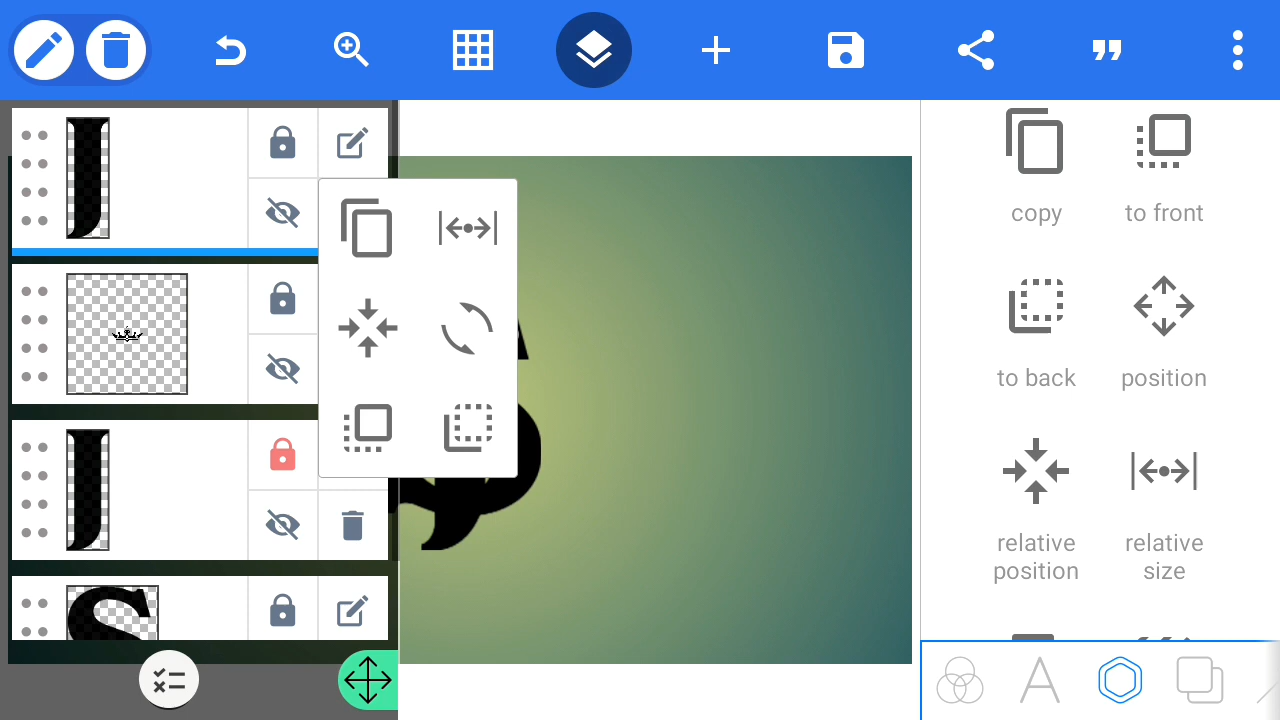 J
J
S
copy
to front
to back
position
relative
position
relative
size
A